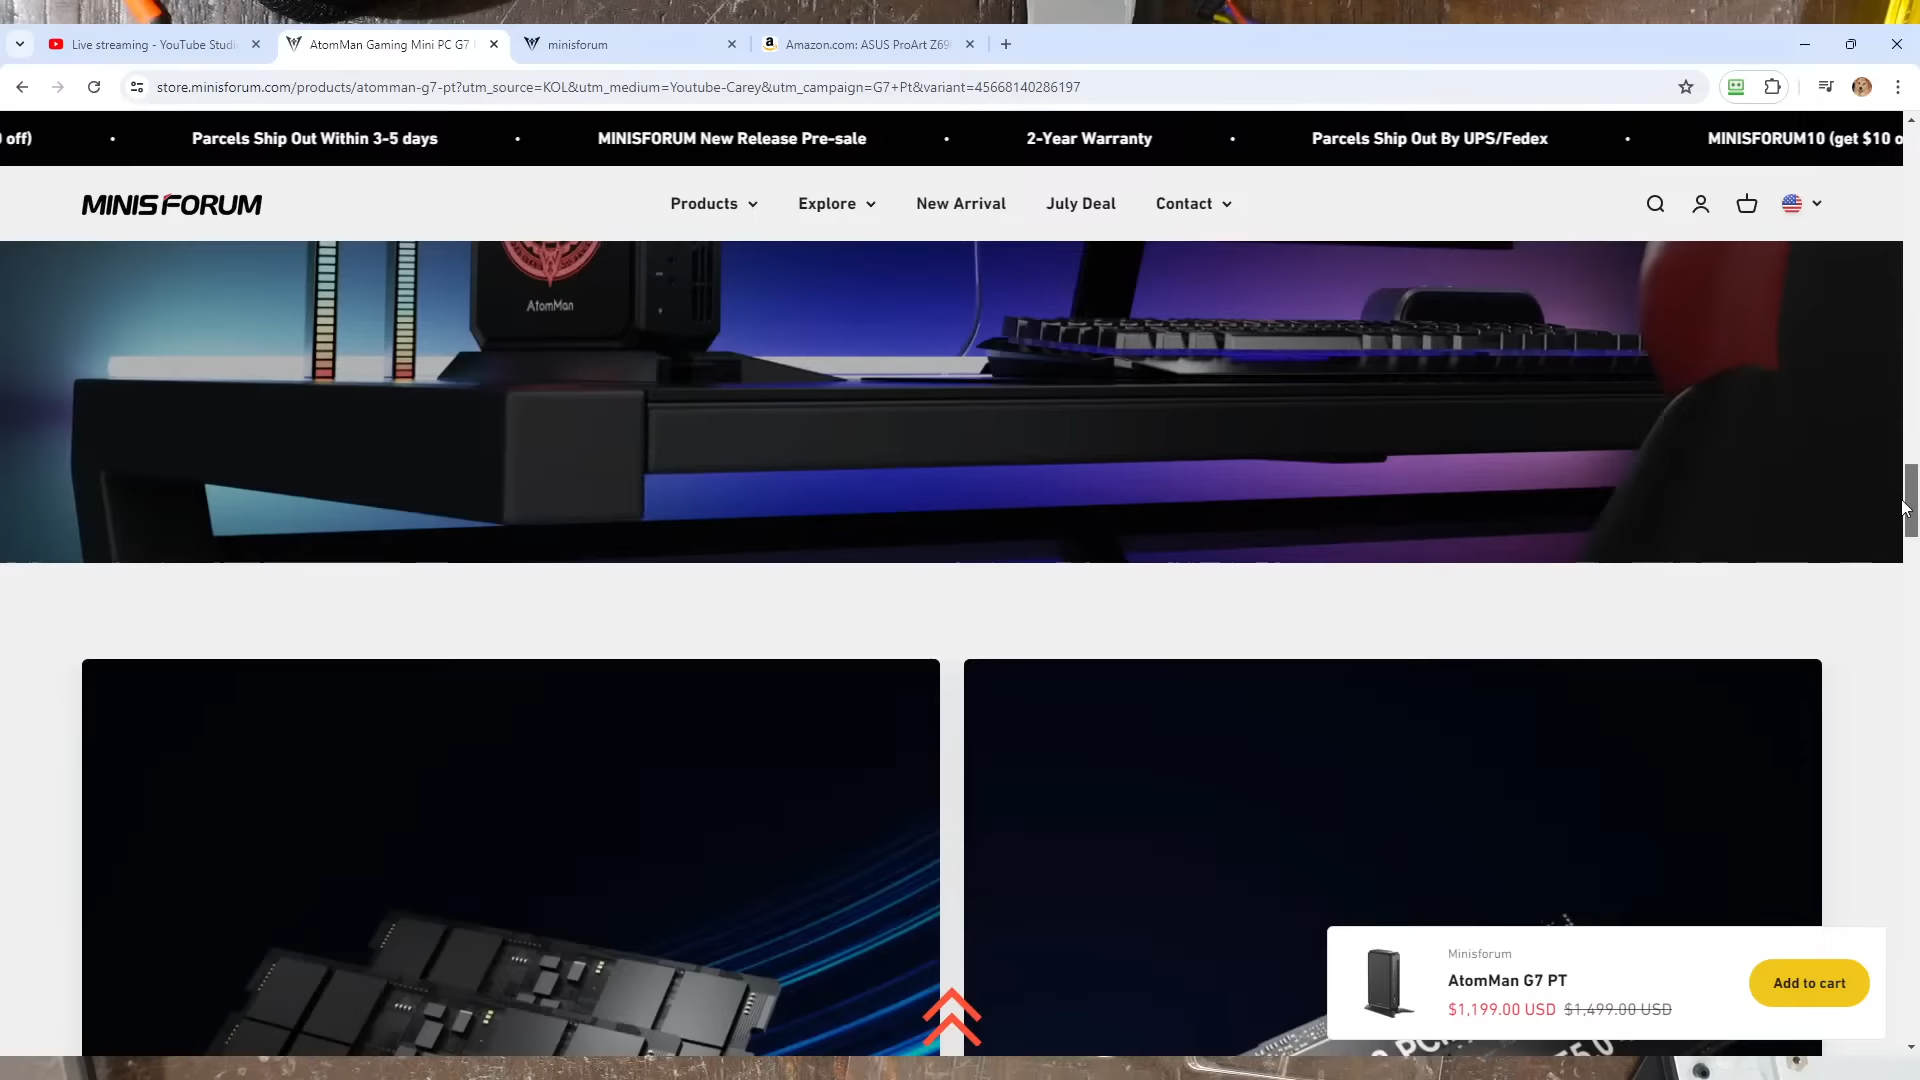 Live streaming - YouTube Studi
AtomMan Gaming Mini PC G7
minisforum
Amazon.com: ASUS ProArt Z69
store.minisforum.com/products/atomman-g7-pt?utm_source=KOL&utm_medium=Youtube-Carey&utm_campaign=G7+Pt&variant=45668140286197
off) • Parcels Ship Out Within 3-5 days • MINISFORUM New Release Pre-sale • 2-Year Warranty • Parcels Ship Out By UPS/Fedex • MINISFORUM10 (get $10 o
MINISFORUM
Products
Explore
New Arrival
July Deal
Contact
AtomMan
Minisforum
AtomMan G7 PT
$1,199.00 USD $1,499.00 USD
Add to cart